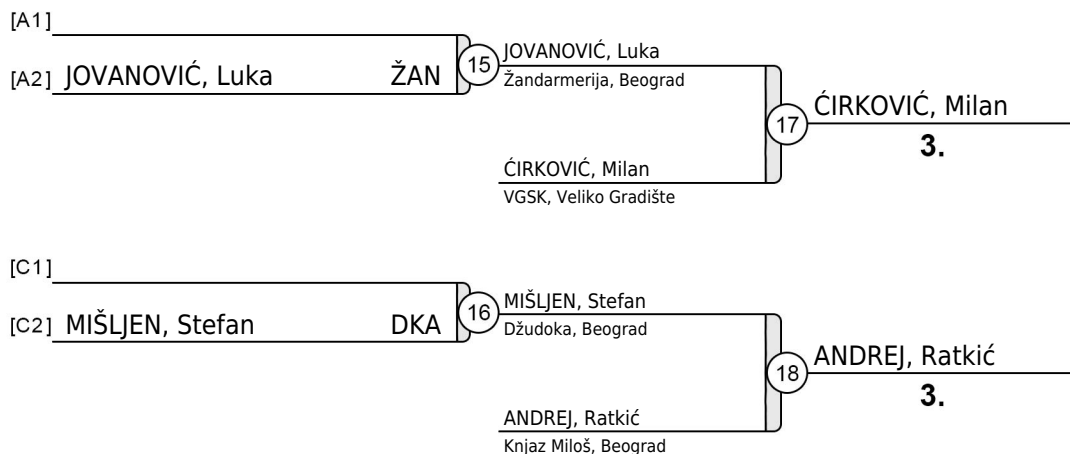 [A1]
[A2] JOVANOVIĆ, Luka ŽAN
15
JOVANOVIĆ, Luka
Žandarmerija, Beograd
17
ĆIRKOVIĆ, Milan
3.
ĆIRKOVIĆ, Milan
VGSK, Veliko Gradište
[C1]
[C2] MIŠLJEN, Stefan DKA
16
MIŠLJEN, Stefan
Džudoka, Beograd
18
ANDREJ, Ratkić
3.
ANDREJ, Ratkić
Knjaz Miloš, Beograd